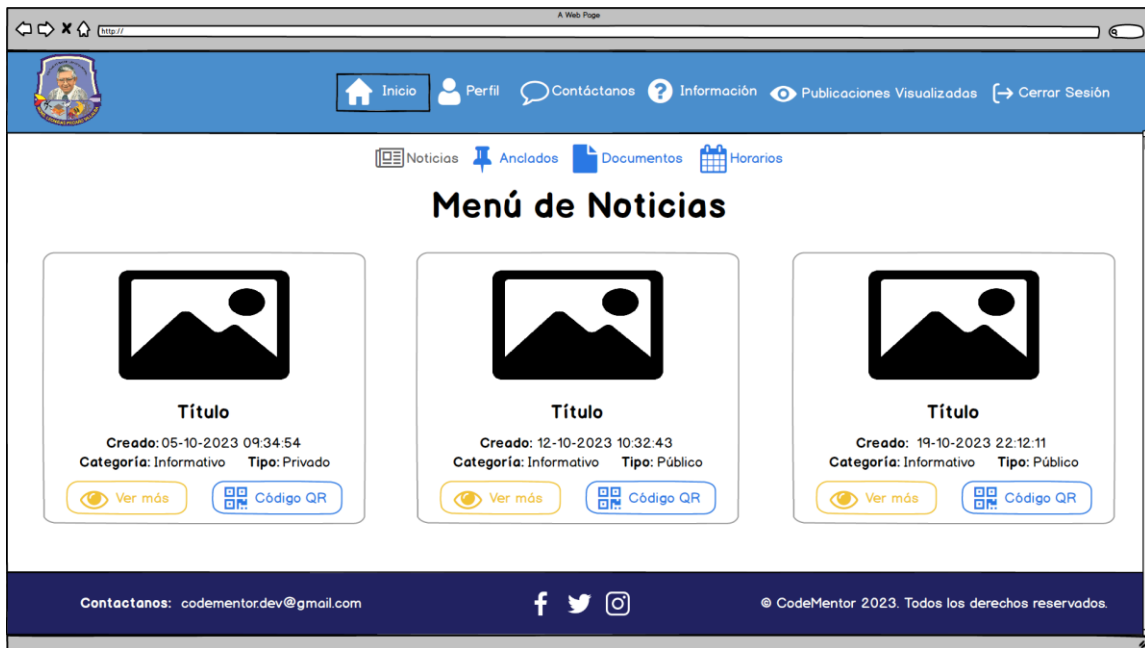 A Web Page
http://
Inicio Perfil Contáctanos Información Publicaciones Visualizadas Cerrar Sesión
Noticias Anclados Documentos Horarios
Menú de Noticias
Título Título Título
Creado: 05-10-2023 09:34:54 Creado: 12-10-2023 10:32:43 Creado: 19-10-2023 22:12:11
Categoría: Informativo Tipo: Privado Categoría: Informativo Tipo: Público Categoría: Informativo Tipo: Público
Ver más Código QR Ver más Código QR Ver más Código QR
Contactanos: codementor.dev@gmail.com © CodeMentor 2023. Todos los derechos reservados.